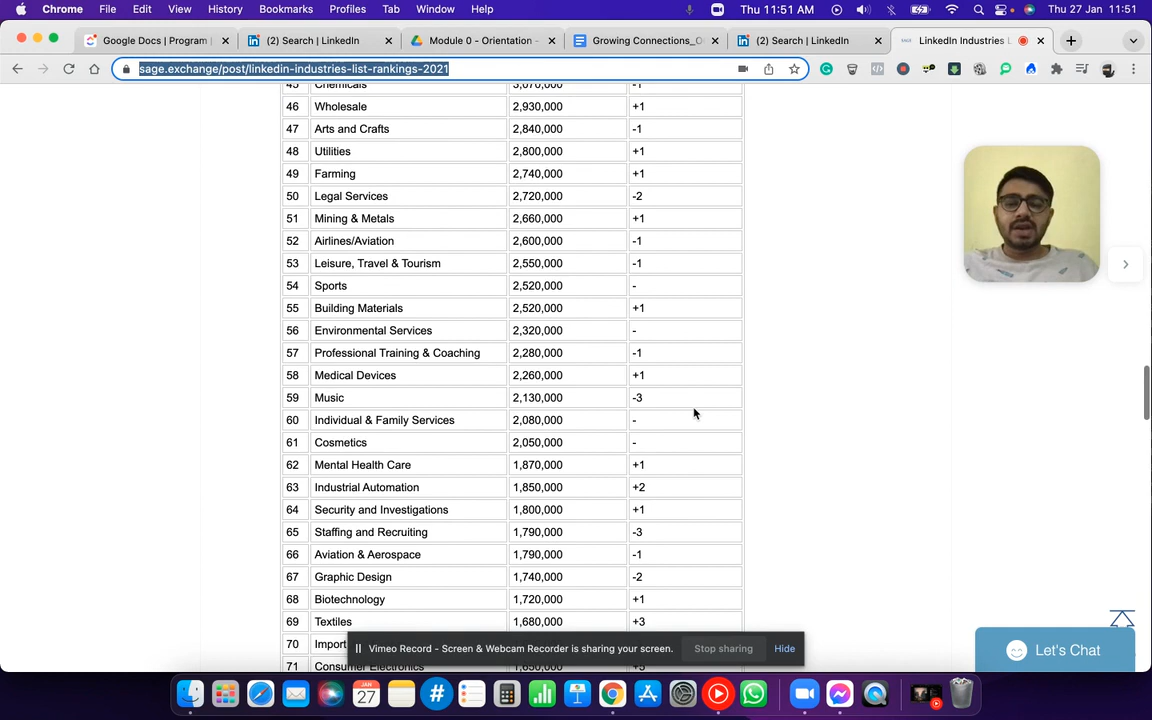 Chrome File Edit View History Bookmarks Profiles Tab Window Help Thu 11:51 AM Thu 27 Jan 11:51
Google Docs | Program | (2) Search | LinkedIn Module 0 - Orientation - Growing Connections_O (2) Search | LinkedIn LinkedIn Industries L
sage.exchange/post/linkedin-industries-list-rankings-2021
45 Chemicals 3,070,000 -1
46 Wholesale 2,930,000 +1
47 Arts and Crafts 2,840,000 -1
48 Utilities 2,800,000 +1
49 Farming 2,740,000 +1
50 Legal Services 2,720,000 -2
51 Mining & Metals 2,660,000 +1
52 Airlines/Aviation 2,600,000 -1
53 Leisure, Travel & Tourism 2,550,000 -1
54 Sports 2,520,000 -
55 Building Materials 2,520,000 +1
56 Environmental Services 2,320,000 -
57 Professional Training & Coaching 2,280,000 -1
58 Medical Devices 2,260,000 +1
59 Music 2,130,000 -3
60 Individual & Family Services 2,080,000 -
61 Cosmetics 2,050,000 -
62 Mental Health Care 1,870,000 +1
63 Industrial Automation 1,850,000 +2
64 Security and Investigations 1,800,000 +1
65 Staffing and Recruiting 1,790,000 -3
66 Aviation & Aerospace 1,790,000 -1
67 Graphic Design 1,740,000 -2
68 Biotechnology 1,720,000 +1
69 Textiles 1,680,000 +3
70 Import
Vimeo Record - Screen & Webcam Recorder is sharing your screen. Stop sharing Hide
Let's Chat
71 Consumer Electronics 1,650,000
JAN
27